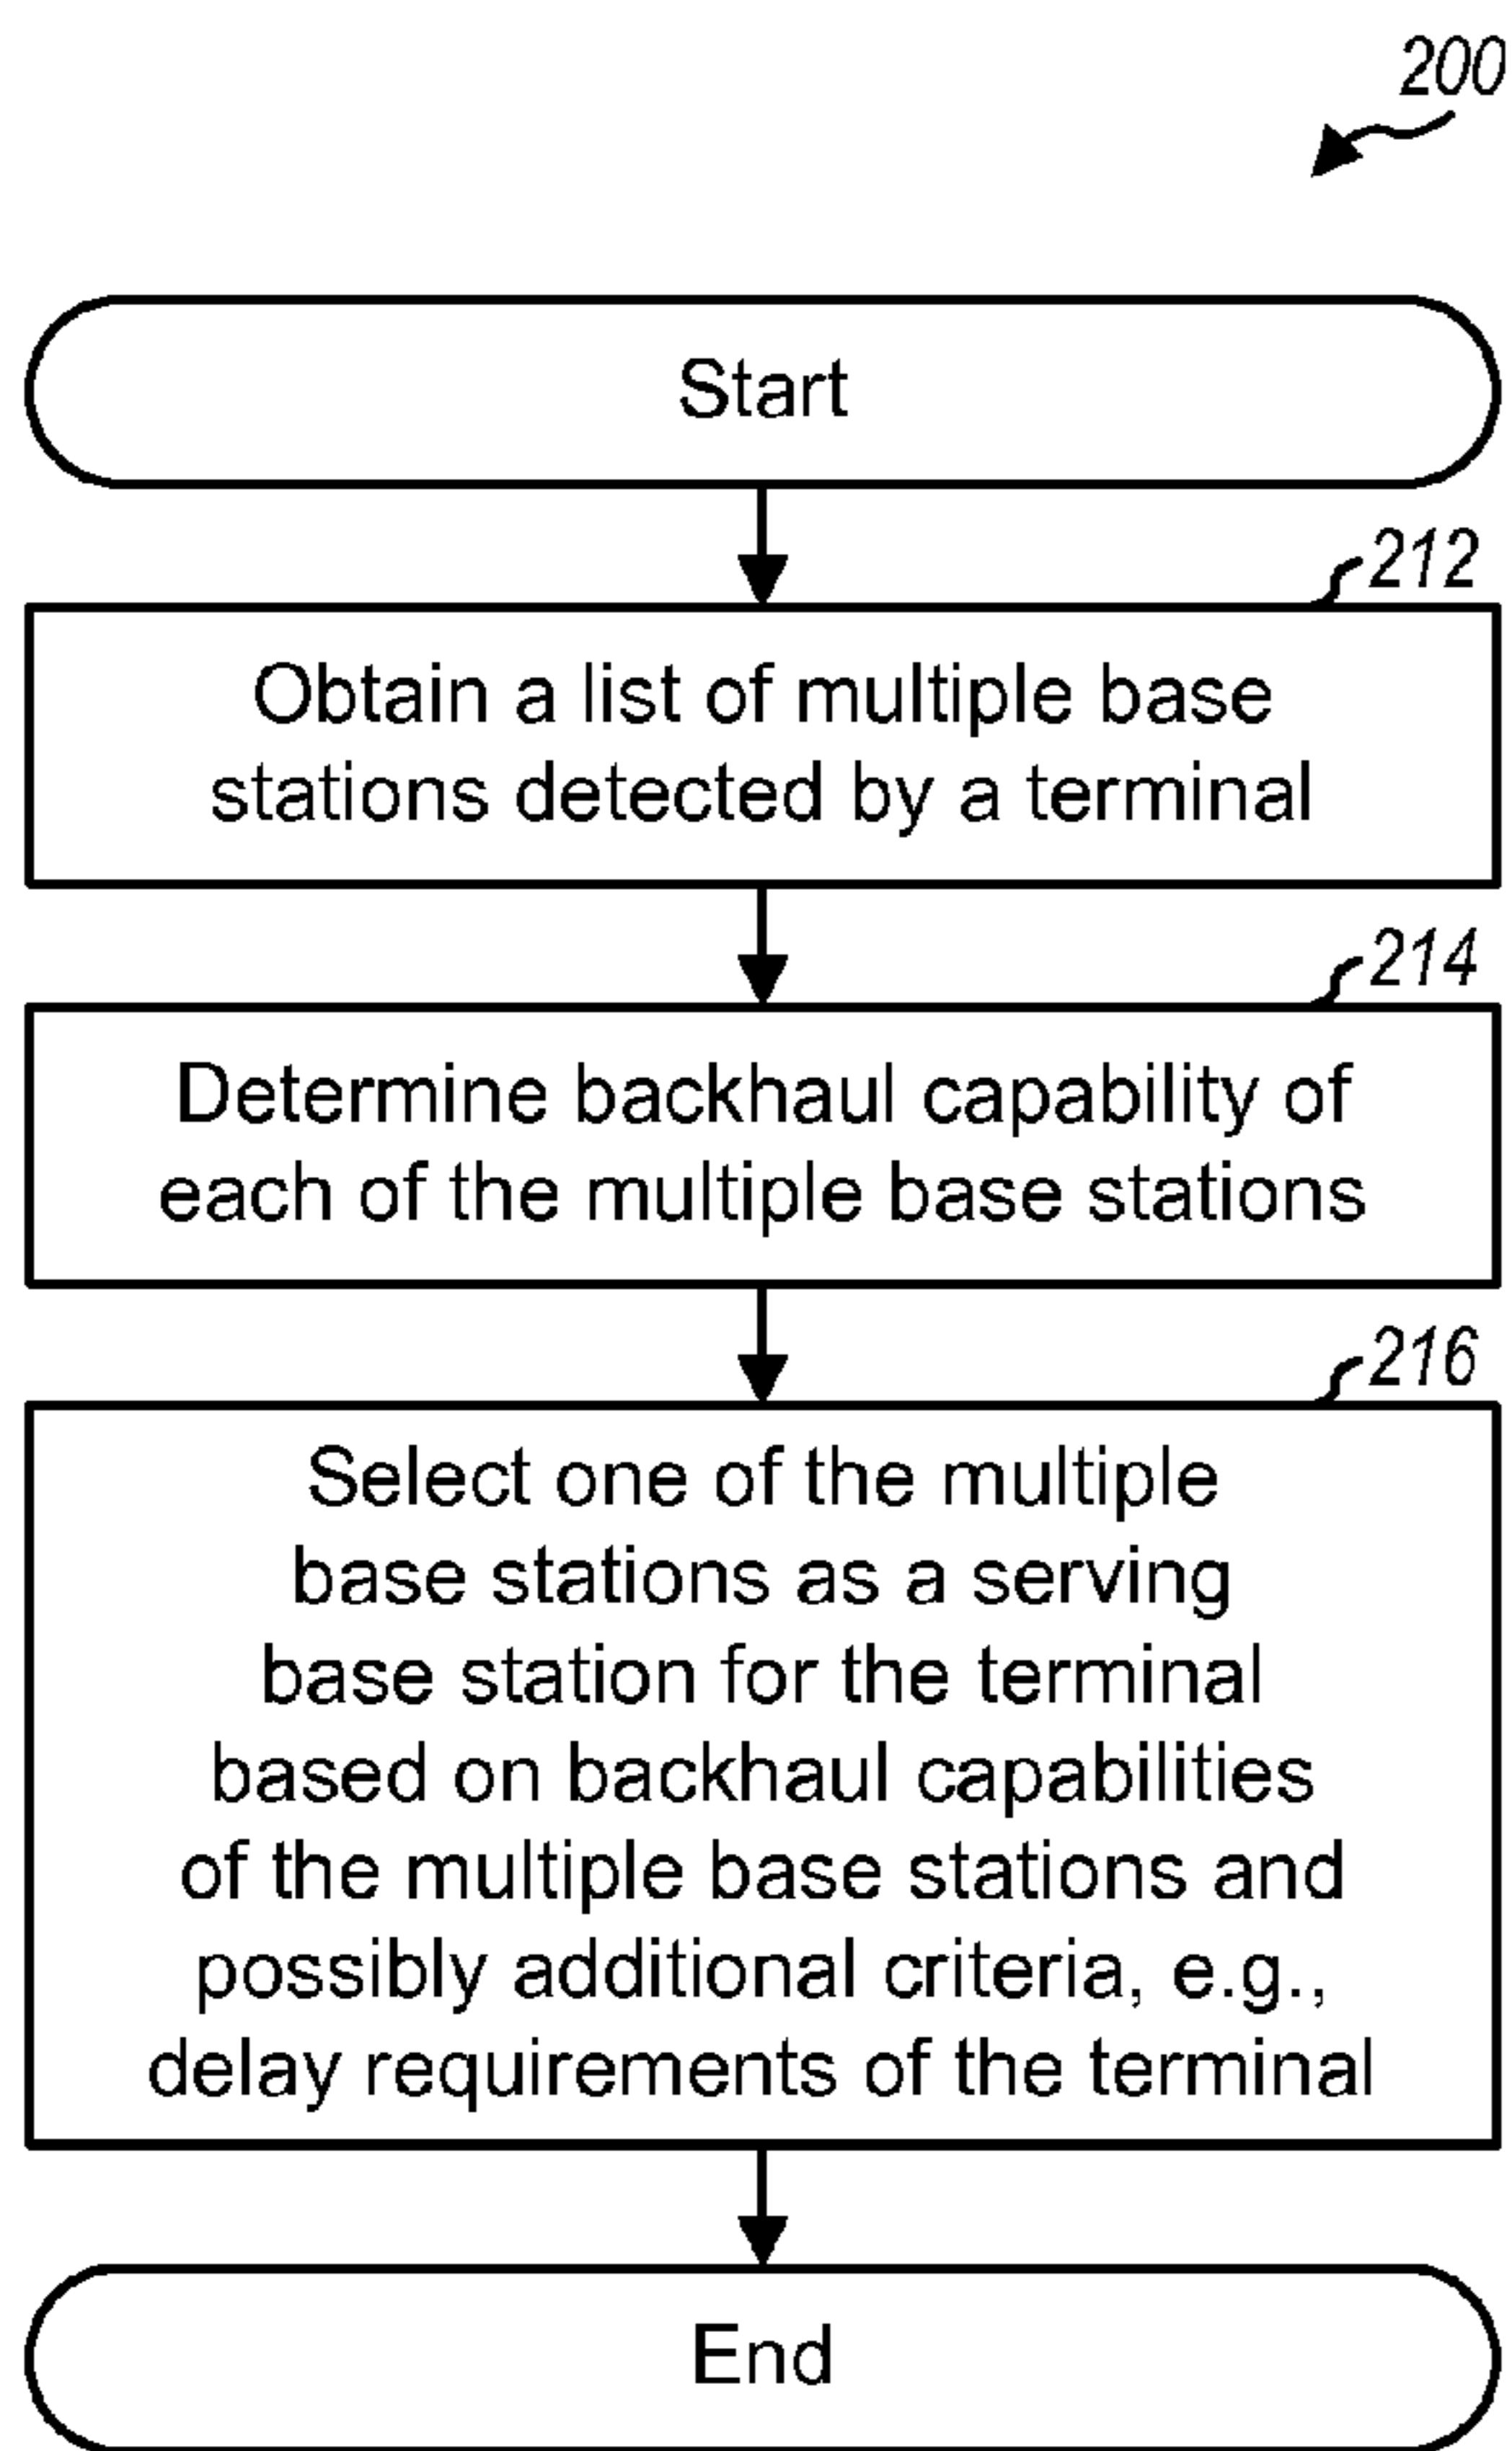 200
Start
212
Obtain a list of multiple base
stations detected by a terminal
214
Determine backhaul capability of
each of the multiple base stations
216
Select one of the multiple
base stations as a serving
base station for the terminal
based on backhaul capabilities
of the multiple base stations and
possibly additional criteria, e.g.,
delay requirements of the terminal
End